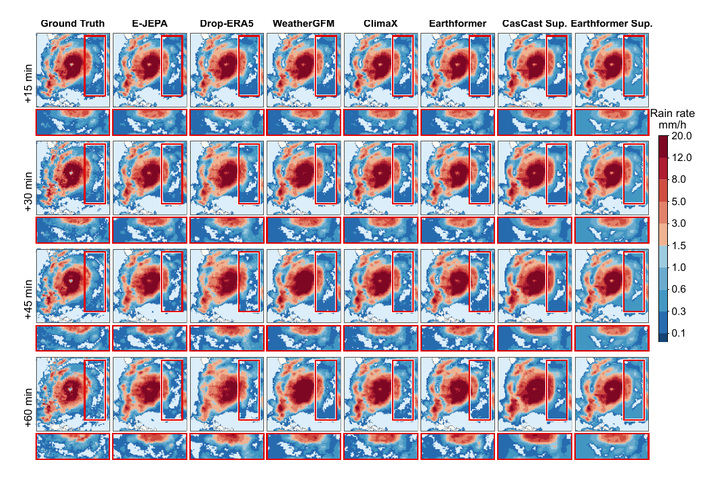 Ground Truth E-JEPA Drop-ERA5 WeatherGFM ClimaX Earthformer CasCast Sup. Earthformer Sup.
+15 min
+30 min
+45 min
+60 min
Rain rate
mm/h
20.0
12.0
8.0
5.0
3.0
1.5
1.0
0.6
0.3
0.1